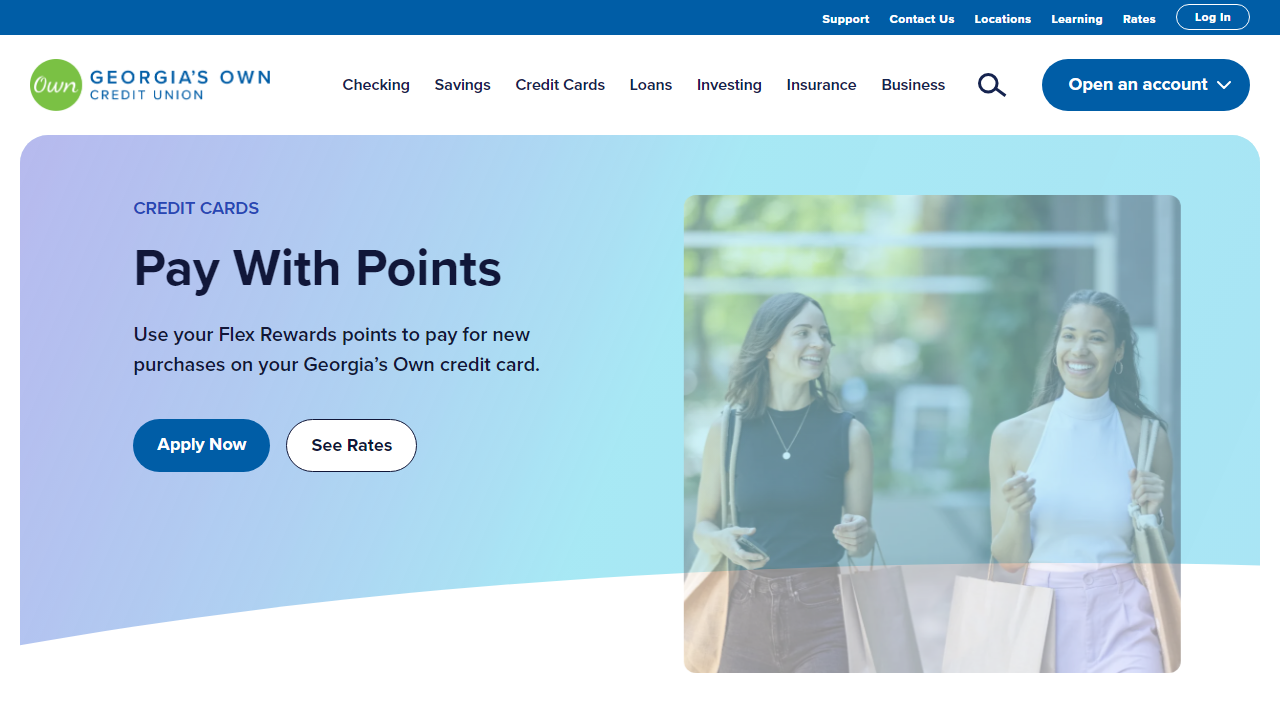 Support Contact Us Locations Learning Rates Log In
Own GEORGIA'S OWN
CREDIT UNION
Checking Savings Credit Cards Loans Investing Insurance Business Open an account
CREDIT CARDS
Pay With Points
Use your Flex Rewards points to pay for new
purchases on your Georgia’s Own credit card.
Apply Now See Rates